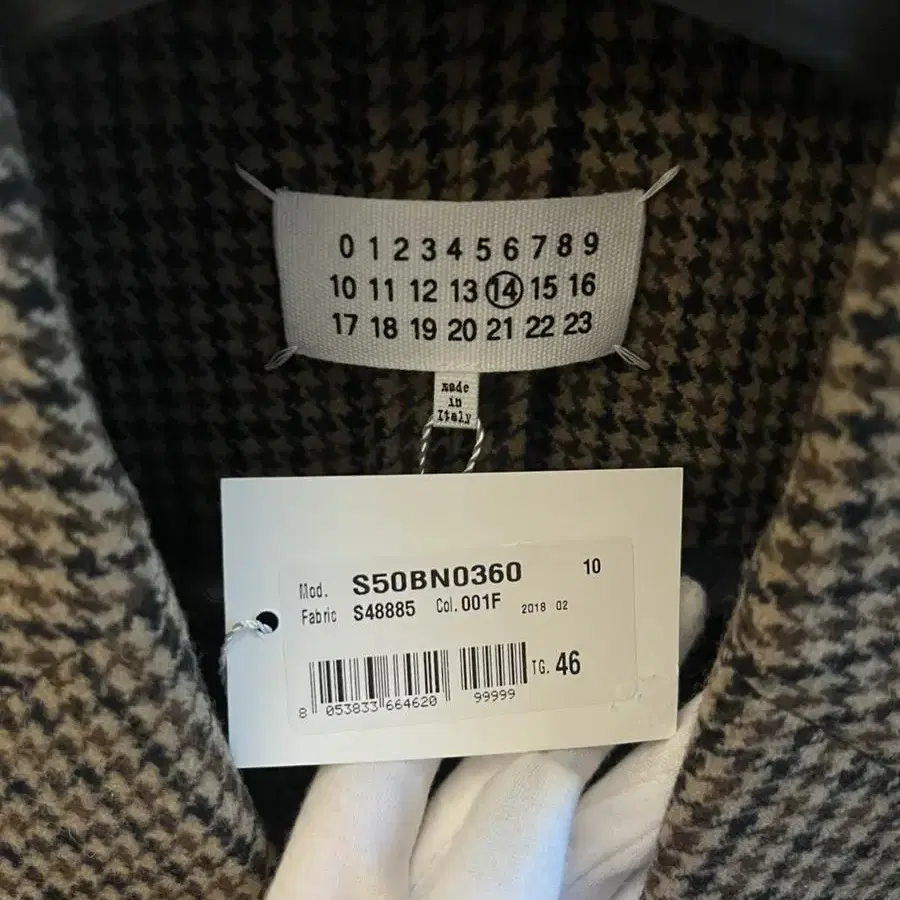 0 1 2 3 4 5 6 7 8 9
10 11 12 13 14 15 16
17 18 19 20 21 22 23
made
in
Italy
Mod. S50BN0360 10
Fabric S48885 Col. 001F 2018 02
TG. 46
8 053833 664620 99999